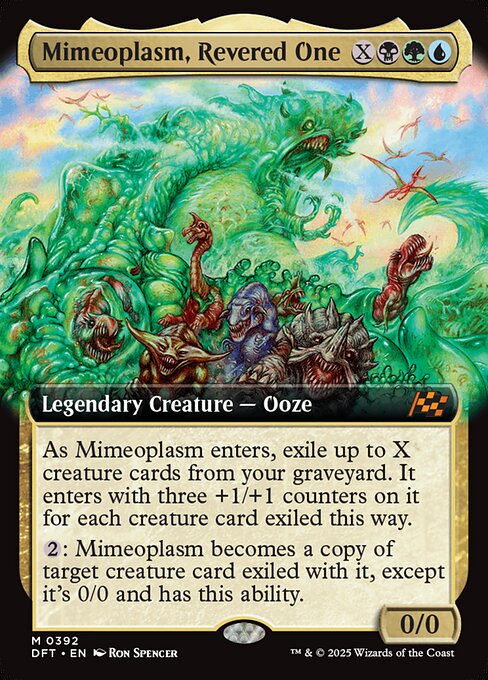 Mimeoplasm, Revered One X
Legendary Creature — Ooze
As Mimeoplasm enters, exile up to X
creature cards from your graveyard. It
enters with three +1/+1 counters on it
for each creature card exiled this way.
2: Mimeoplasm becomes a copy of
target creature card exiled with it, except
it's 0/0 and has this ability.
0/0
M 0392
DFT • EN RON SPENCER
™ & © 2025 Wizards of the Coast